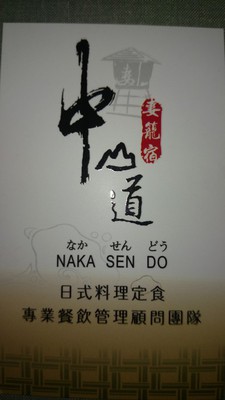 中山道
妻籠宿
なか せん どう
NAKA SEN DO
日式料理定食
專業餐飲管理顧問團隊